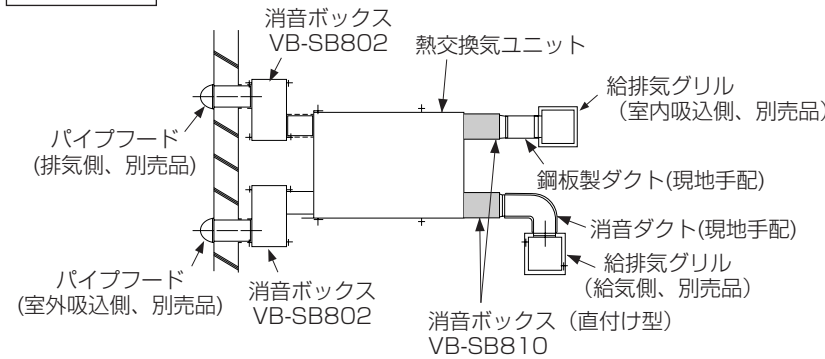 消音ボックス
VB-SB802
熱交換気ユニット
給排気グリル
（室内吸込側、別売品）
パイプフード
(排気側、別売品)
鋼板製ダクト(現地手配)
消音ダクト(現地手配)
給排気グリル
（給気側、別売品）
パイプフード
(室外吸込側、別売品)
消音ボックス
VB-SB802
消音ボックス（直付け型）
VB-SB810